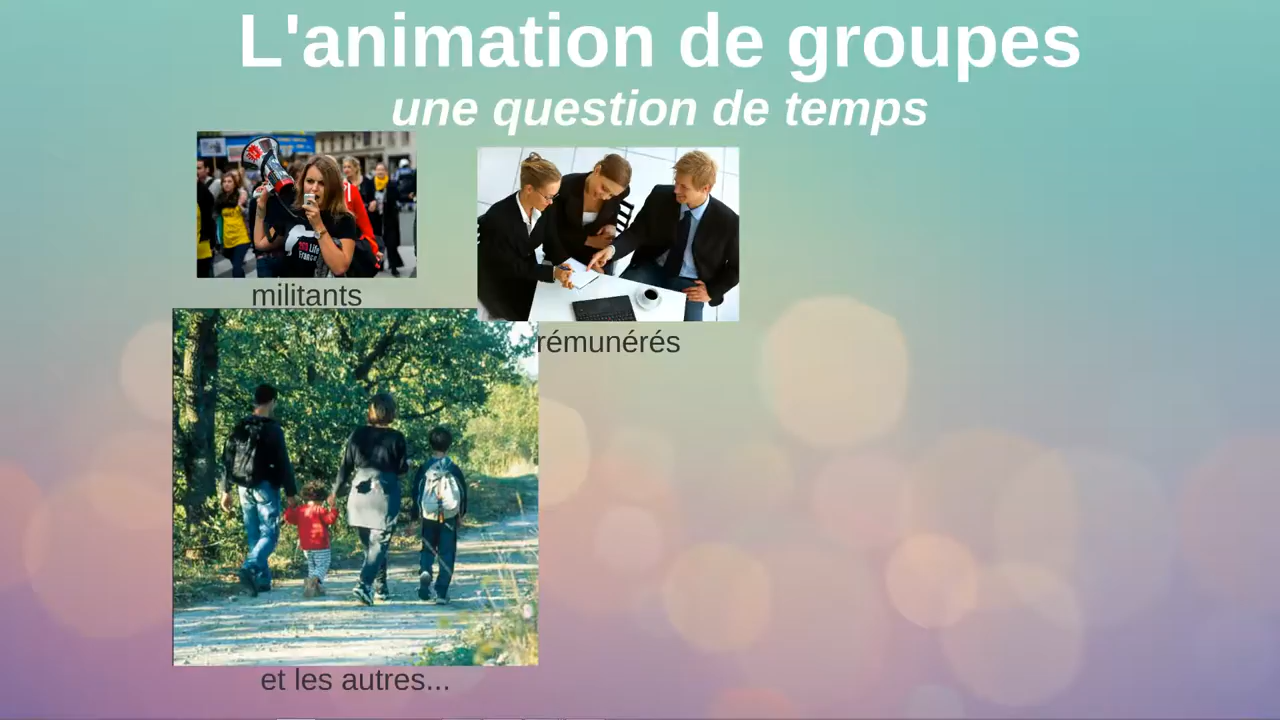 L'animation de groupes
une question de temps
militants
rémunérés
et les autres...